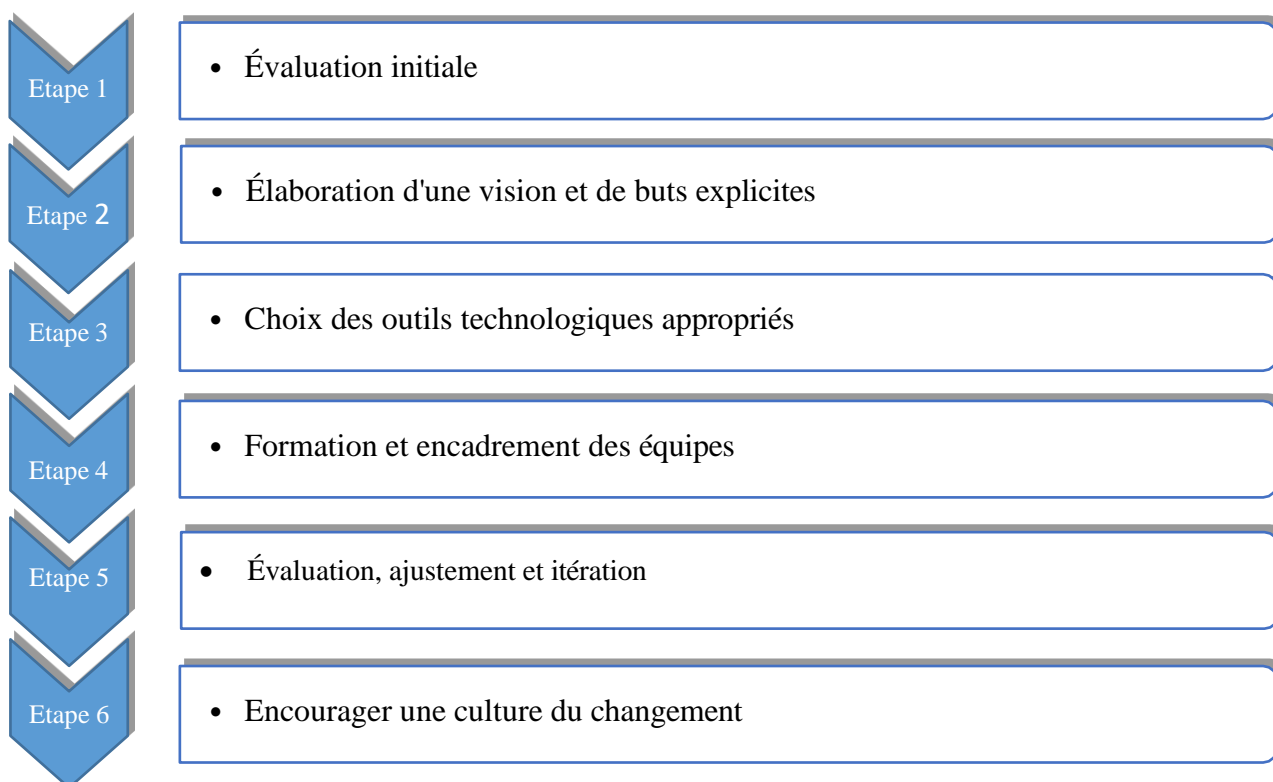 Etape 1
• Évaluation initiale
Etape 2
• Élaboration d'une vision et de buts explicites
Etape 3
• Choix des outils technologiques appropriés
Etape 4
• Formation et encadrement des équipes
Etape 5
• Évaluation, ajustement et itération
Etape 6
• Encourager une culture du changement